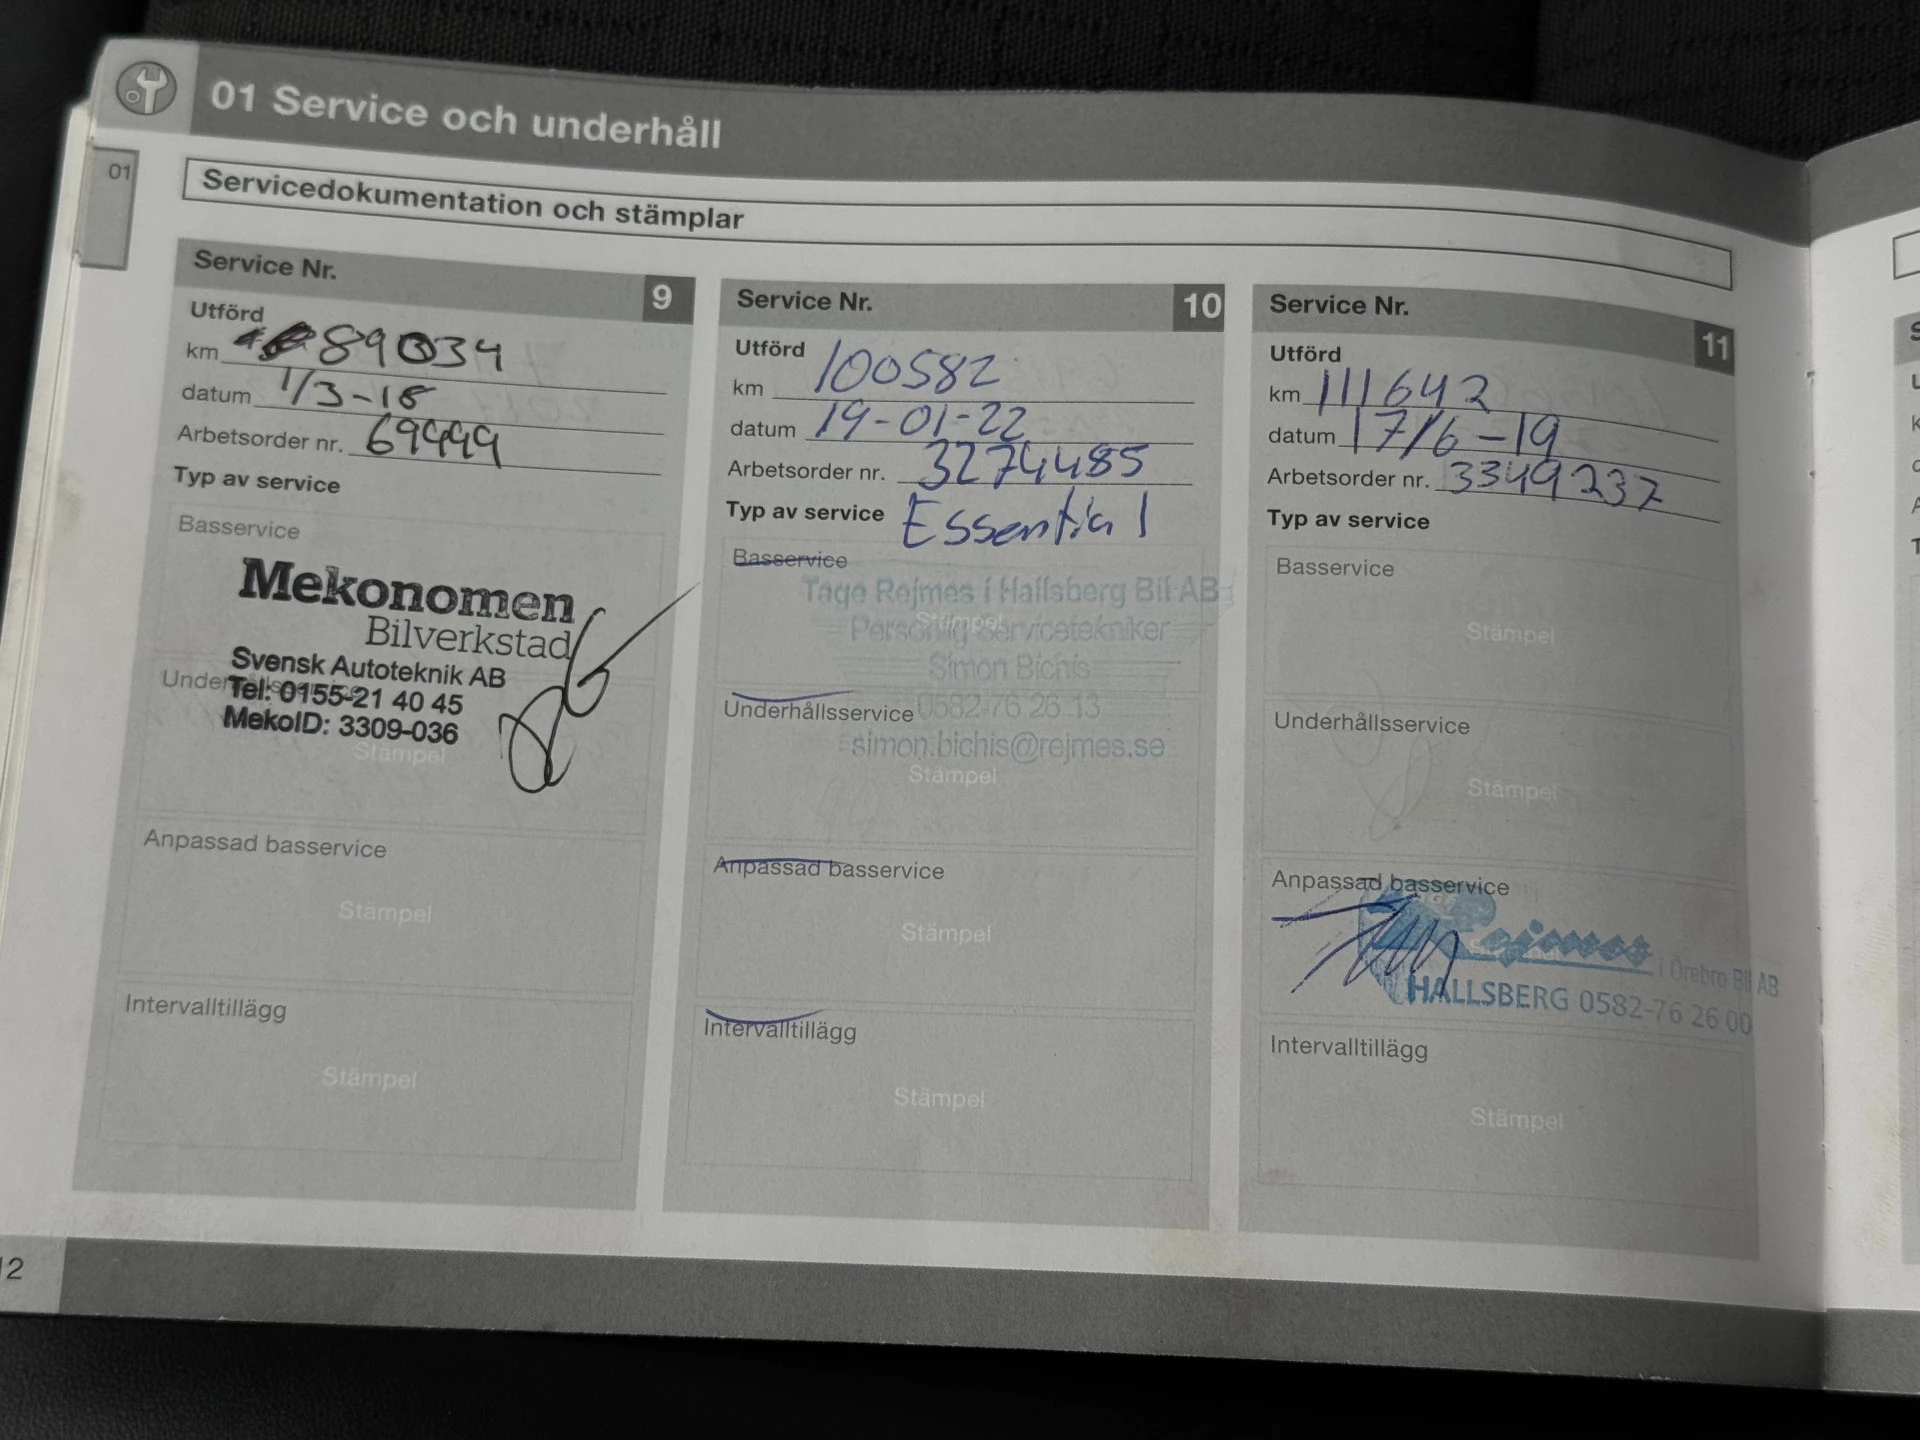 01 Service och underhåll
01
Servicedokumentation och stämplar
Service Nr. 9
Utförd
km 89034
datum 1/3-18
Arbetsorder nr. 69999
Typ av service
Basservice
Mekonomen
Bilverkstad
Svensk Autoteknik AB
Tel: 0155-21 40 45
MekoID: 3309-036
Stämpel
Anpassad basservice
Stämpel
Intervalltillägg
Stämpel
Service Nr. 10
Utförd
km 100582
datum 19-01-22
Arbetsorder nr. 3274485
Typ av service Essential
Basservice
Tage Rejmes i Hallsberg Bil AB
Stämpel
Personlig servicetekniker
Simon Bichis
Underhållsservice 0582-76 26 13
simon.bichis@rejmes.se
Stämpel
Anpassad basservice
Stämpel
Intervalltillägg
Stämpel
Service Nr. 11
Utförd
km 111642
datum 17/6-19
Arbetsorder nr. 3349237
Typ av service
Basservice
Stämpel
Underhållsservice
Stämpel
Anpassad basservice
Rejmes i Örebro Bil AB
HALLSBERG 0582-76 26 00
Intervalltillägg
Stämpel
12